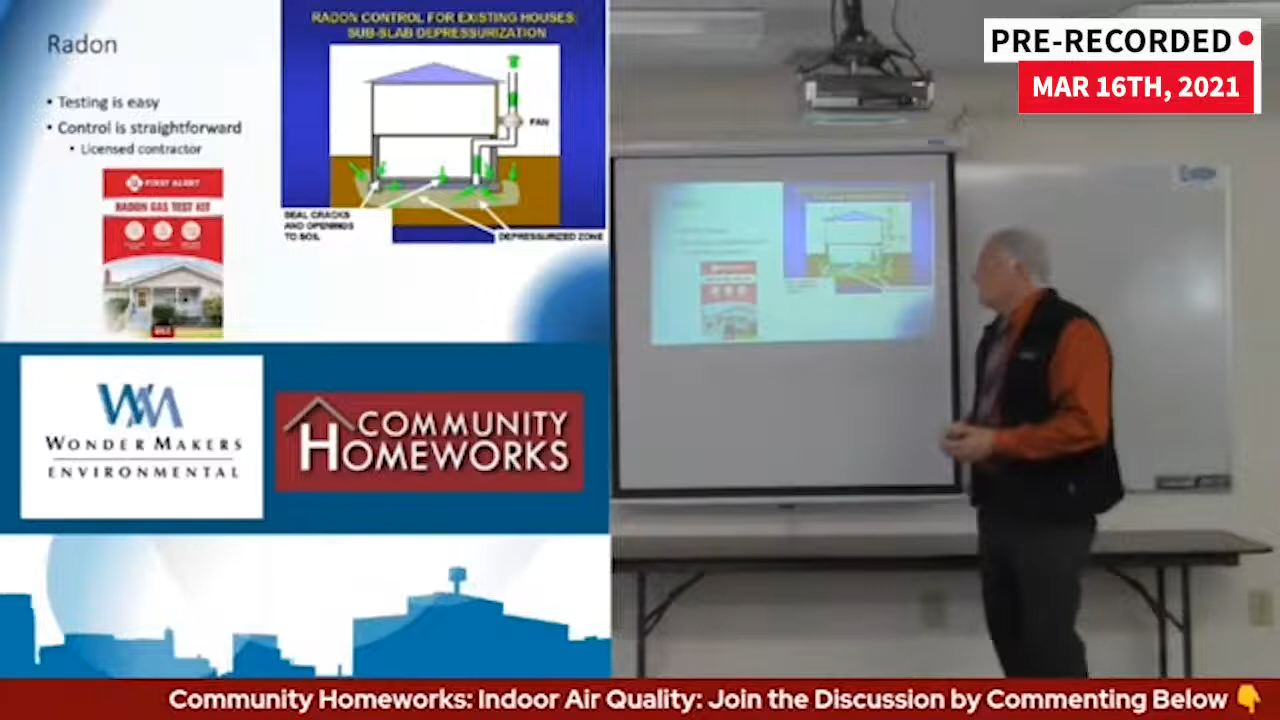 Radon
• Testing is easy
• Control is straightforward
• Licensed contractor
FIRST ALERT
RADON GAS TEST KIT
RADON CONTROL FOR EXISTING HOUSES:
SUB-SLAB DEPRESSURIZATION
FAN
SEAL CRACKS
AND OPENINGS
TO SOIL
DEPRESSURIZED ZONE
PRE-RECORDED
MAR 16TH, 2021
WM
WONDER MAKERS
ENVIRONMENTAL
COMMUNITY
HOMEWORKS
Community Homeworks: Indoor Air Quality: Join the Discussion by Commenting Below 👇